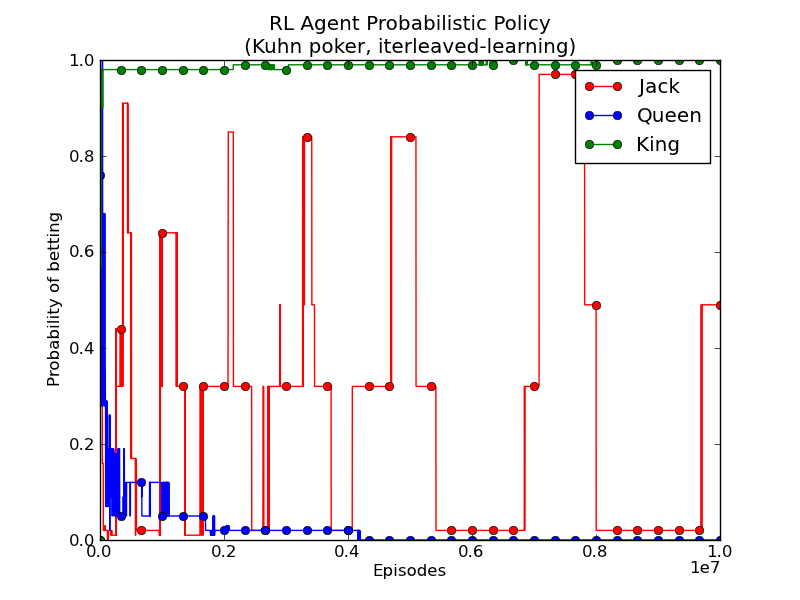 RL Agent Probabilistic Policy
(Kuhn poker, iterleaved-learning)
Probability of betting
1.0
0.8
0.6
0.4
0.2
0.0
Jack
Queen
King
0.0
0.2
0.4
0.6
0.8
1.0
1e7
Episodes